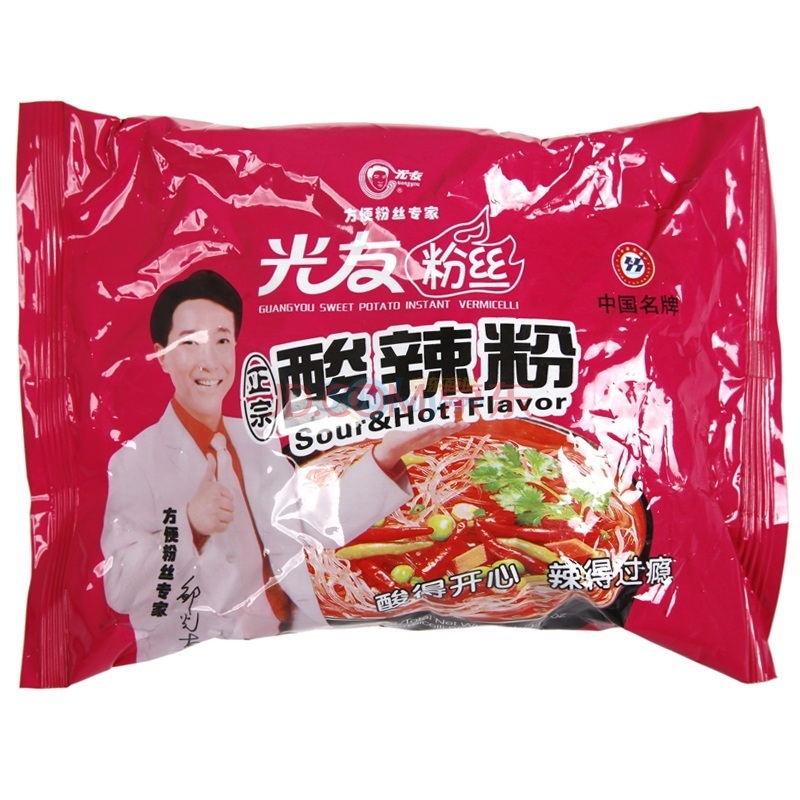 光友
GUANGYOU
方便粉丝专家
光友粉丝
GUANGYOU SWEET POTATO INSTANT VERMICELLI
中国名牌
正宗
酸辣粉
Sour&Hot Flavor
酸得开心 辣得过瘾
方便粉丝专家